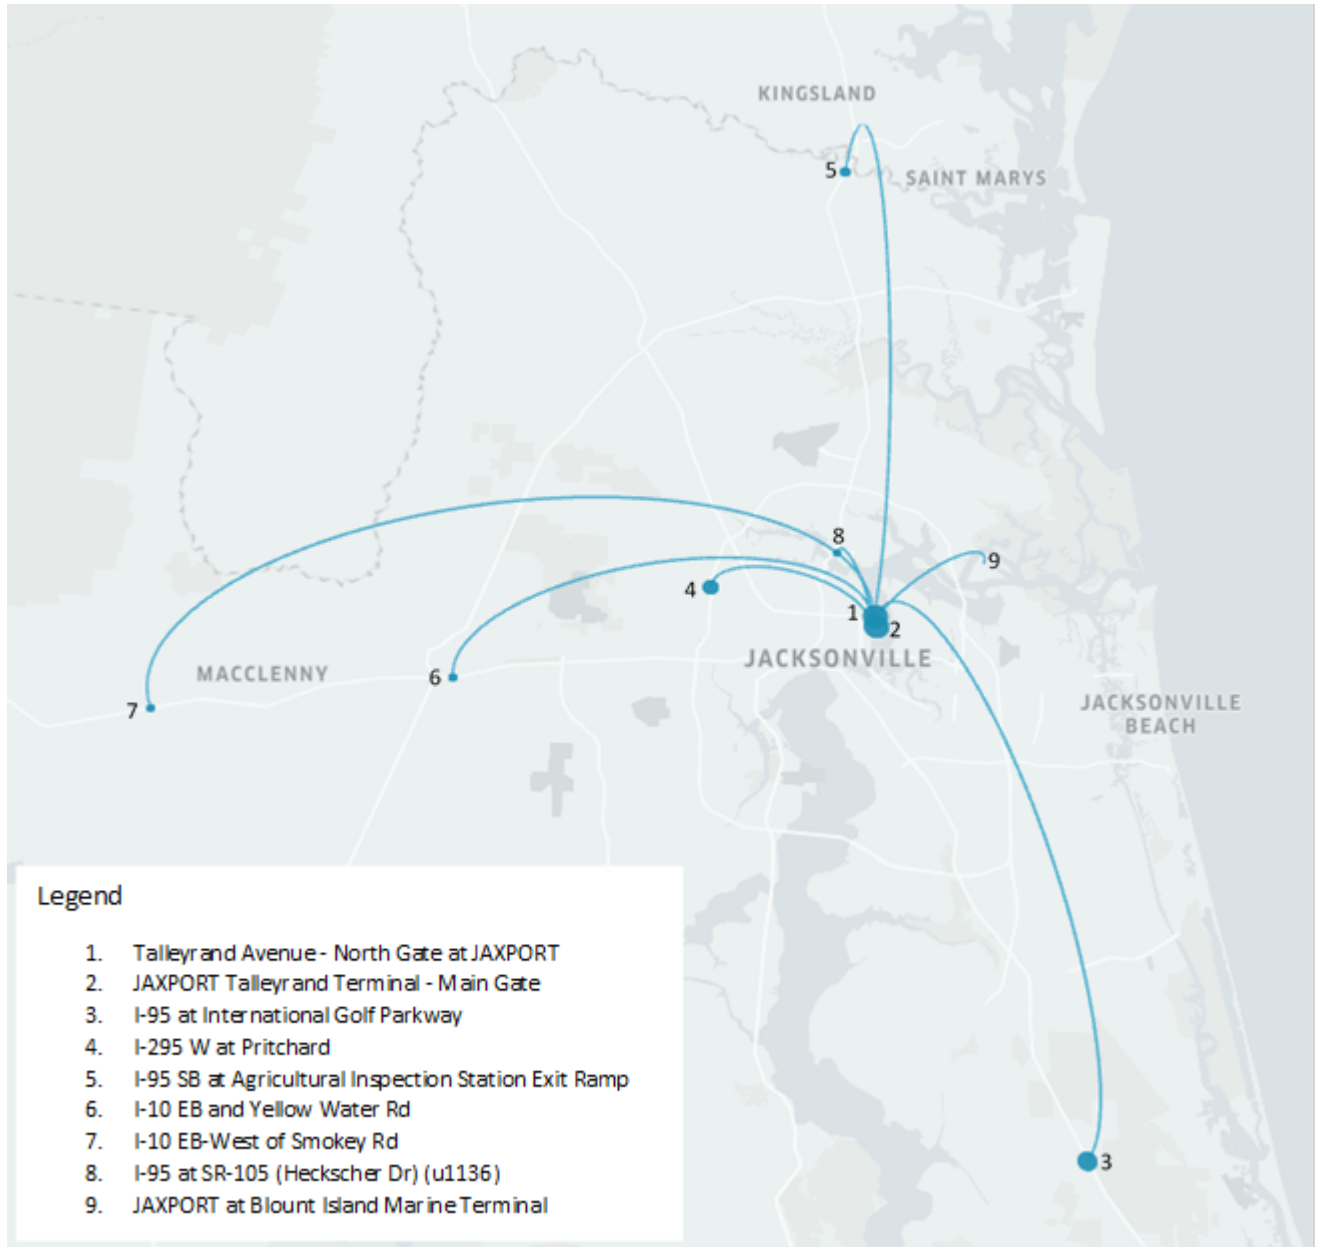 KINGSLAND
5
SAINT MARYS
8
9
4
1
2
JACKSONVILLE
MACCLENNY
6
7
JACKSONVILLE
BEACH
3
Legend
1. Talleyrand Avenue - North Gate at JAXPORT
2. JAXPORT Talleyrand Terminal - Main Gate
3. I-95 at International Golf Parkway
4. I-295 W at Pritchard
5. I-95 SB at Agricultural Inspection Station Exit Ramp
6. I-10 EB and Yellow Water Rd
7. I-10 EB-West of Smokey Rd
8. I-95 at SR-105 (Heckscher Dr) (u1136)
9. JAXPORT at Blount Island Marine Terminal